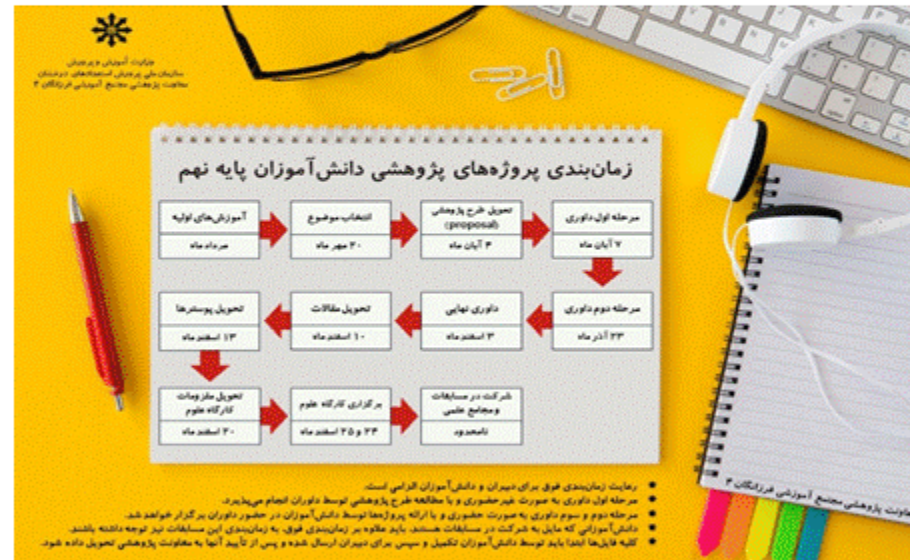 وزارت آموزش و پرورش
سازمان ملی پرورش استعدادهای درخشان
معاونت پژوهشی مجتمع آموزشی فرزانگان ۴
زمان‌بندی پروژه‌های پژوهشی دانش‌آموزان پایه نهم
آموزش‌های اولیه
مرداد ماه
انتخاب موضوع
۲۰ مهر ماه
تحویل طرح پژوهشی
(proposal)
۴ آبان ماه
مرحله اول داوری
۷ آبان ماه
مرحله دوم داوری
۲۳ آذر ماه
داوری نهایی
۳ اسفند ماه
تحویل مقالات
۱۰ اسفند ماه
تحویل پوسترها
۱۳ اسفند ماه
تحویل ملزومات
کارگاه علوم
۲۰ اسفند ماه
برگزاری کارگاه علوم
۲۴ و ۲۵ اسفند ماه
شرکت در مسابقات
و مجامع علمی
نامحدود
رعایت زمان‌بندی فوق برای دبیران و دانش‌آموزان الزامی است.
مرحله اول داوری به صورت غیرحضوری و با مطالعه طرح پژوهشی توسط داوران انجام می‌پذیرد.
مرحله دوم و سوم داوری به صورت حضوری و با ارائه پروژه‌ها توسط دانش‌آموزان در حضور داوران برگزار خواهد شد.
دانش‌آموزانی که مایل به شرکت در مسابقات هستند، باید علاوه بر زمان‌بندی فوق، به زمان‌بندی این مسابقات نیز توجه داشته باشند.
کلیه فایل‌ها ابتدا باید توسط دانش‌آموزان تکمیل و سپس برای دبیران ارسال شده و پس از تأیید آنها به معاونت پژوهشی تحویل داده شود.
معاونت پژوهشی مجتمع آموزشی فرزانگان ۴